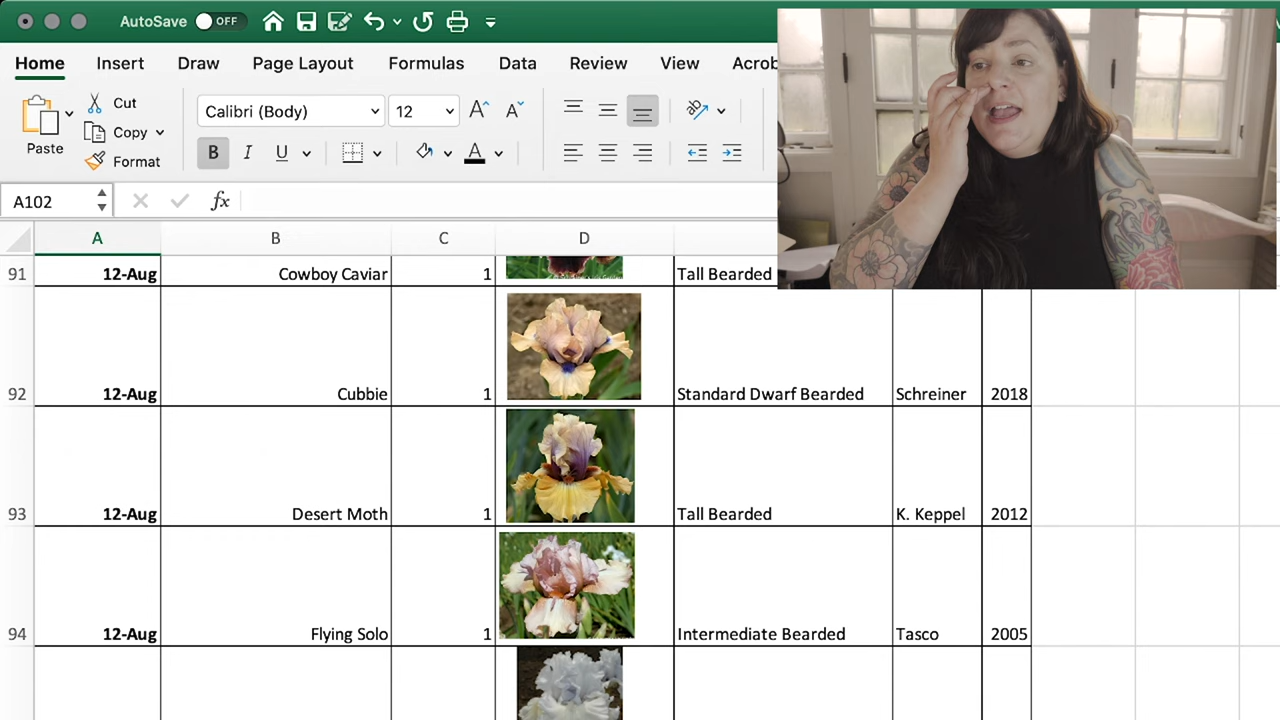 AutoSave OFF
Home Insert Draw Page Layout Formulas Data Review View Acrob
Paste
Cut
Copy
Format
Calibri (Body) 12 A A
B I U A
A102 fx
A B C D
91 12-Aug Cowboy Caviar 1 Tall Bearded
92 12-Aug Cubbie 1 Standard Dwarf Bearded Schreiner 2018
93 12-Aug Desert Moth 1 Tall Bearded K. Keppel 2012
94 12-Aug Flying Solo 1 Intermediate Bearded Tasco 2005